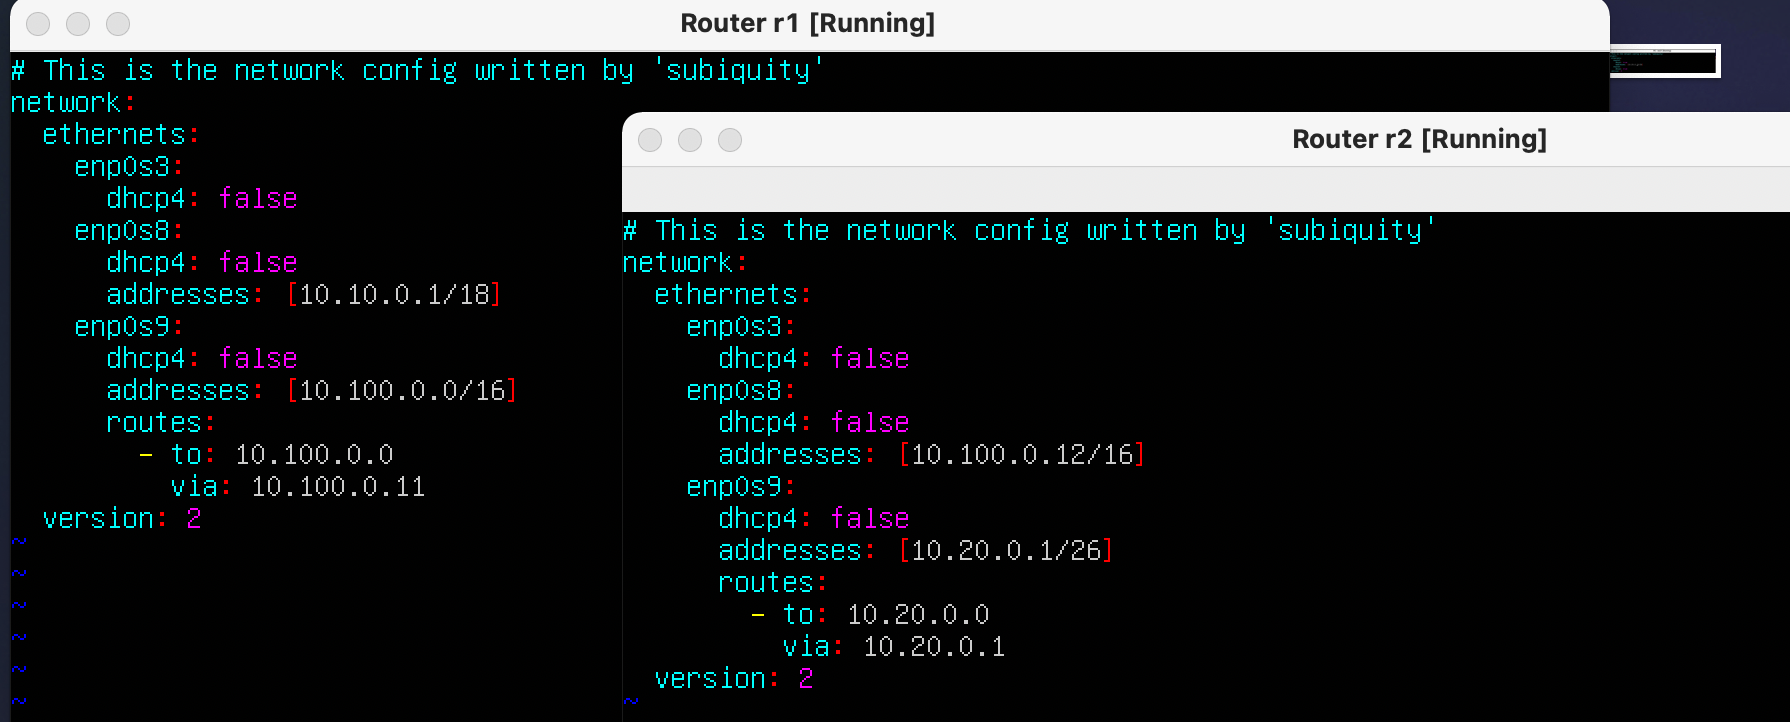 Router r1 [Running]
# This is the network config written by 'subiquity'
network:
  ethernets:
    enp0s3:
      dhcp4: false
    enp0s8:
      dhcp4: false
      addresses: [10.10.0.1/18]
    enp0s9:
      dhcp4: false
      addresses: [10.100.0.0/16]
      routes:
        - to: 10.100.0.0
          via: 10.100.0.11
  version: 2
~
~
~
~
~
~
Router r2 [Running]
# This is the network config written by 'subiquity'
network:
  ethernets:
    enp0s3:
      dhcp4: false
    enp0s8:
      dhcp4: false
      addresses: [10.100.0.12/16]
    enp0s9:
      dhcp4: false
      addresses: [10.20.0.1/26]
      routes:
        - to: 10.20.0.0
          via: 10.20.0.1
  version: 2
~